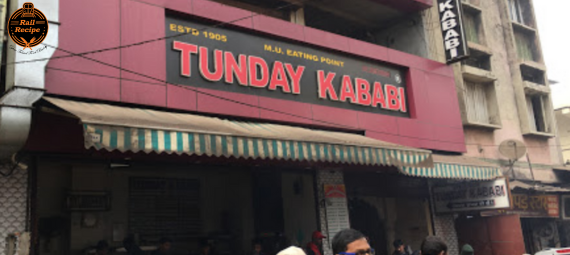 Rail
Recipe
ESTD 1905
M.U. EATING POINT
TUNDAY KABABI
KABABI
KABABI